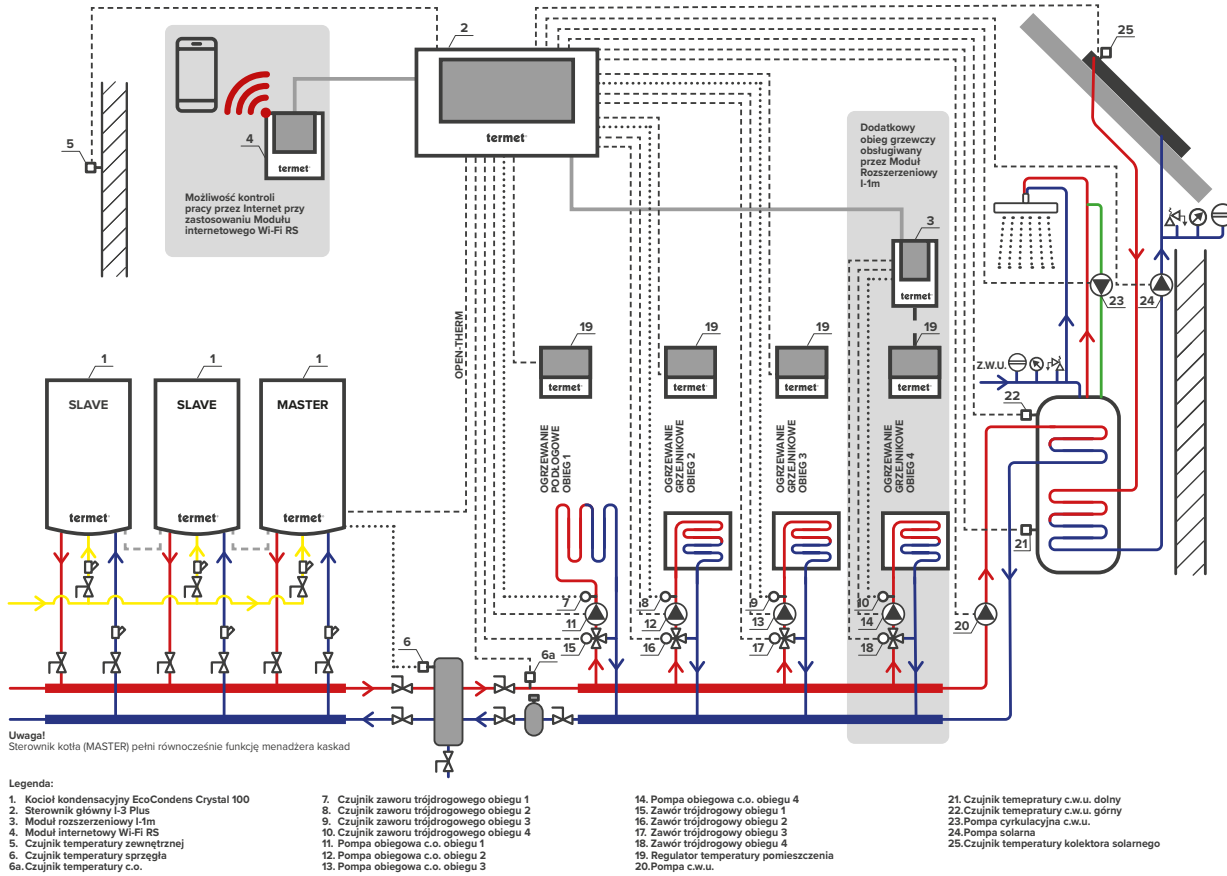 2
25
termet
4
termet
Możliwość kontroli
pracy przez Internet przy
zastosowaniu Modułu
internetowego Wi-Fi RS
5
Dodatkowy
obieg grzewczy
obsługiwany
przez Moduł
Rozszerzeniowy
I-1m
3
termet
23
24
OPEN-THERM
19
termet
19
termet
19
termet
19
termet
Z.W.U.
22
21
1
SLAVE
termet
1
SLAVE
termet
1
MASTER
termet
OGRZEWANIE
PODŁOGOWE
OBIEG 1
OGRZEWANIE
GRZEJNIKOWE
OBIEG 2
OGRZEWANIE
GRZEJNIKOWE
OBIEG 3
OGRZEWANIE
GRZEJNIKOWE
OBIEG 4
7
8
9
10
11
12
13
14
20
15
16
17
18
6
6a
Uwaga!
Sterownik kotła (MASTER) pełni równocześnie funkcję menadżera kaskad
Legenda:
1. Kocioł kondensacyjny EcoCondens Crystal 100
2. Sterownik główny I-3 Plus
3. Moduł rozszerzeniowy I-1m
4. Moduł internetowy Wi-Fi RS
5. Czujnik temperatury zewnętrznej
6. Czujnik temperatury sprzęgła
6a. Czujnik temperatury c.o.
7. Czujnik zaworu trójdrogowego obiegu 1
8. Czujnik zaworu trójdrogowego obiegu 2
9. Czujnik zaworu trójdrogowego obiegu 3
10. Czujnik zaworu trójdrogowego obiegu 4
11. Pompa obiegowa c.o. obiegu 1
12. Pompa obiegowa c.o. obiegu 2
13. Pompa obiegowa c.o. obiegu 3
14. Pompa obiegowa c.o. obiegu 4
15. Zawór trójdrogowy obiegu 1
16. Zawór trójdrogowy obiegu 2
17. Zawór trójdrogowy obiegu 3
18. Zawór trójdrogowy obiegu 4
19. Regulator temperatury pomieszczenia
20.Pompa c.w.u.
21. Czujnik temepratury c.w.u. dolny
22.Czujnik temepratury c.w.u. górny
23.Pompa cyrkulacyjna c.w.u.
24.Pompa solarna
25.Czujnik temperatury kolektora solarnego